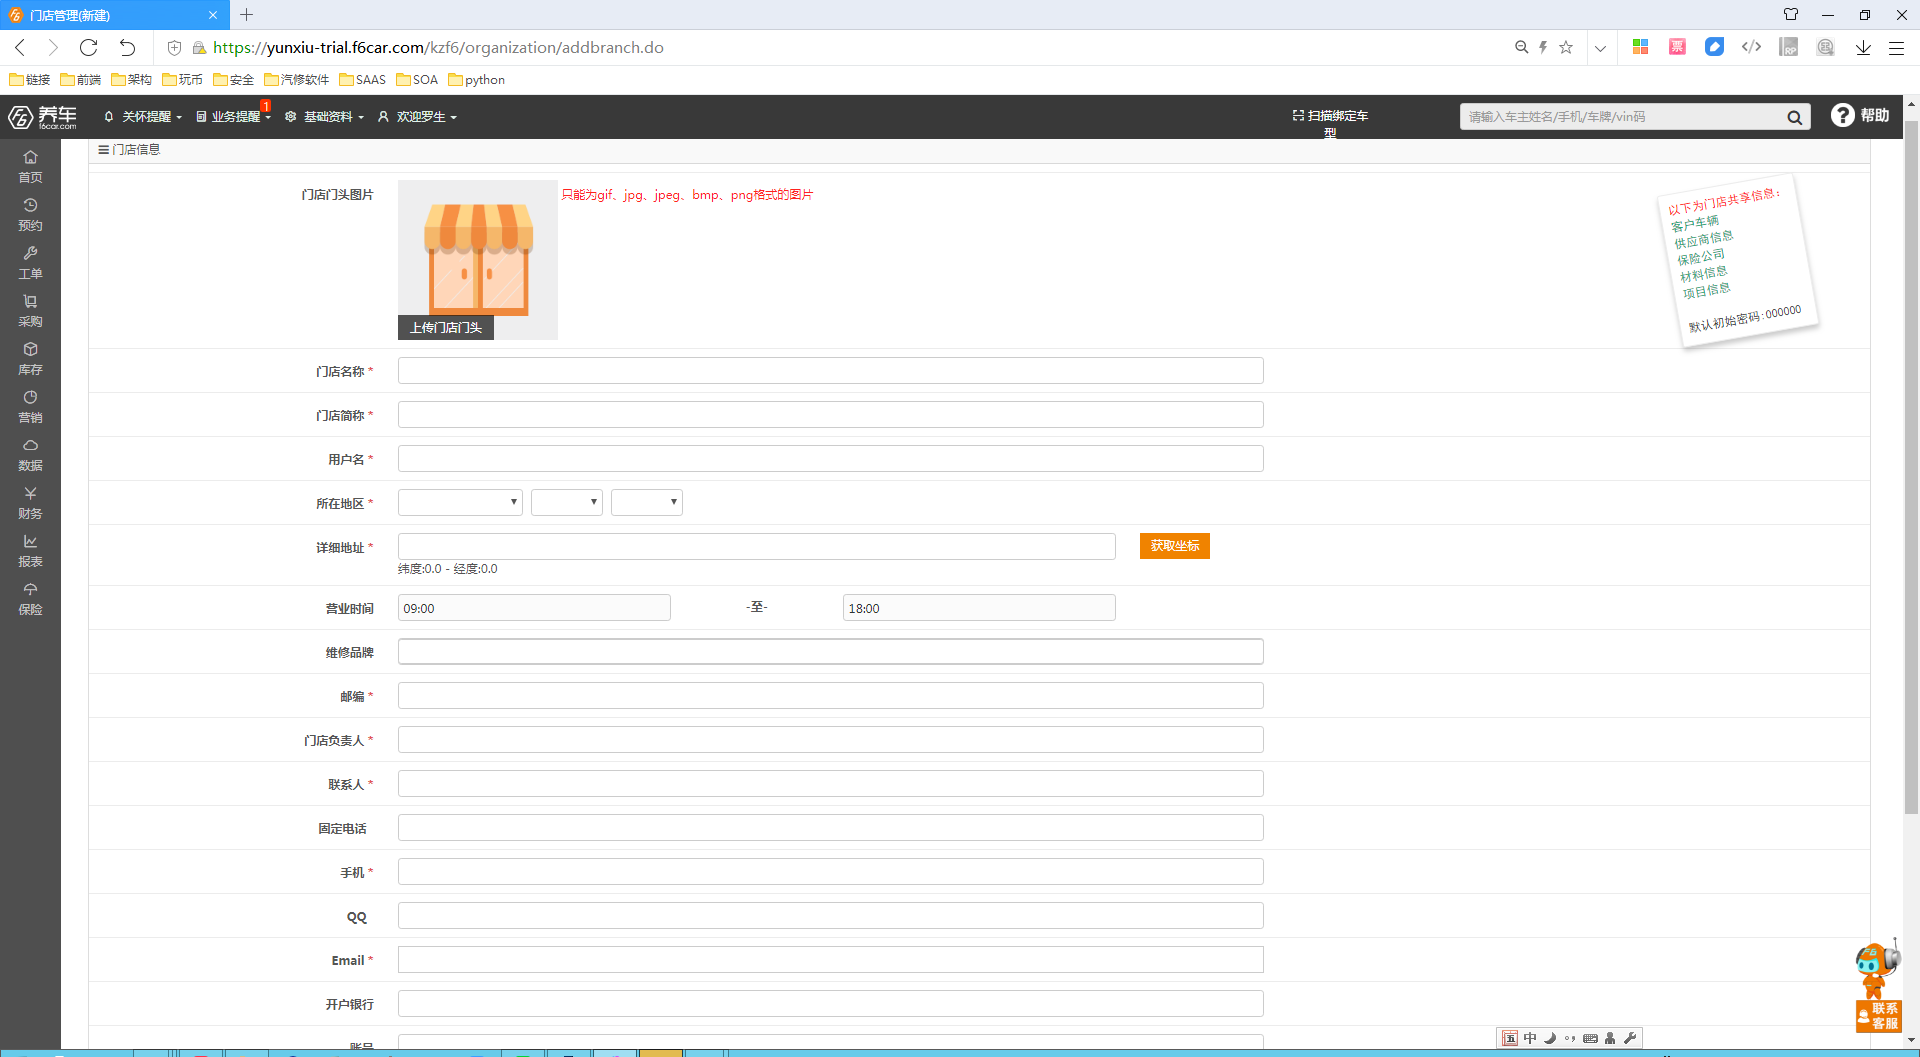 门店管理(新建)
https://yunxiu-trial.f6car.com/kzf6/organization/addbranch.do
链接 前端 架构 玩币 安全 汽修软件 SAAS SOA python
养车 f6car.com 关怀提醒 业务提醒 1 基础资料 欢迎罗生 扫描绑定车型 请输入车主姓名/手机/车牌/vin码 帮助
首页
预约
工单
采购
库存
营销
数据
财务
报表
保险
门店信息
门店门头图片
只能为gif、jpg、jpeg、bmp、png格式的图片
上传门店门头
以下为门店共享信息:
客户车辆
供应商信息
保险公司
材料信息
项目信息
默认初始密码:000000
门店名称 *
门店简称 *
用户名 *
所在地区 *
详细地址 *
获取坐标
纬度:0.0 - 经度:0.0
营业时间 09:00 -至- 18:00
维修品牌
邮编 *
门店负责人 *
联系人 *
固定电话
手机 *
QQ
Email *
开户银行
账号
联系
客服
五 中